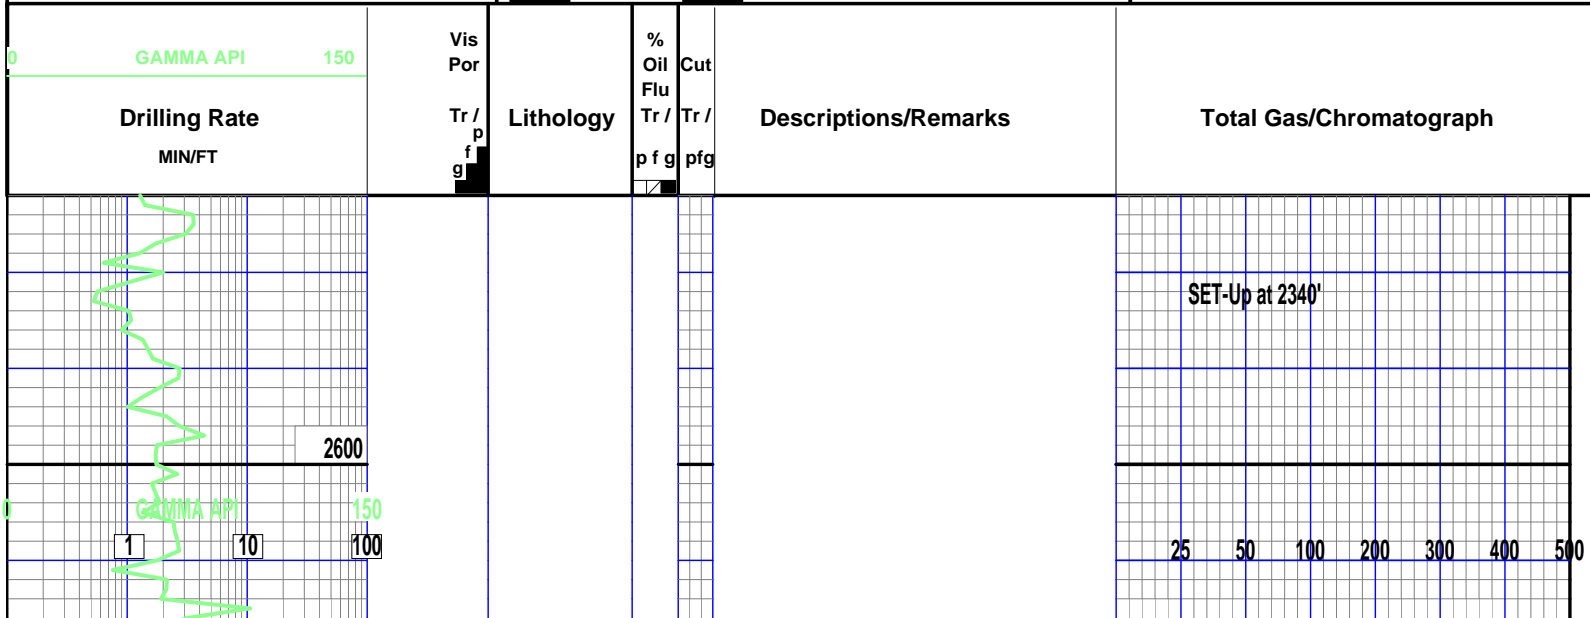 0 GAMMA API 150
Drilling Rate
MIN/FT
Vis
Por
Tr /
p
f
g
Lithology
%
Oil
Flu
Tr /
p f g
Cut
Tr /
pfg
Descriptions/Remarks
Total Gas/Chromatograph
SET-Up at 2340'
2600
0 GAMMA API 150
1 10 100
25 50 100 200 300 400 500